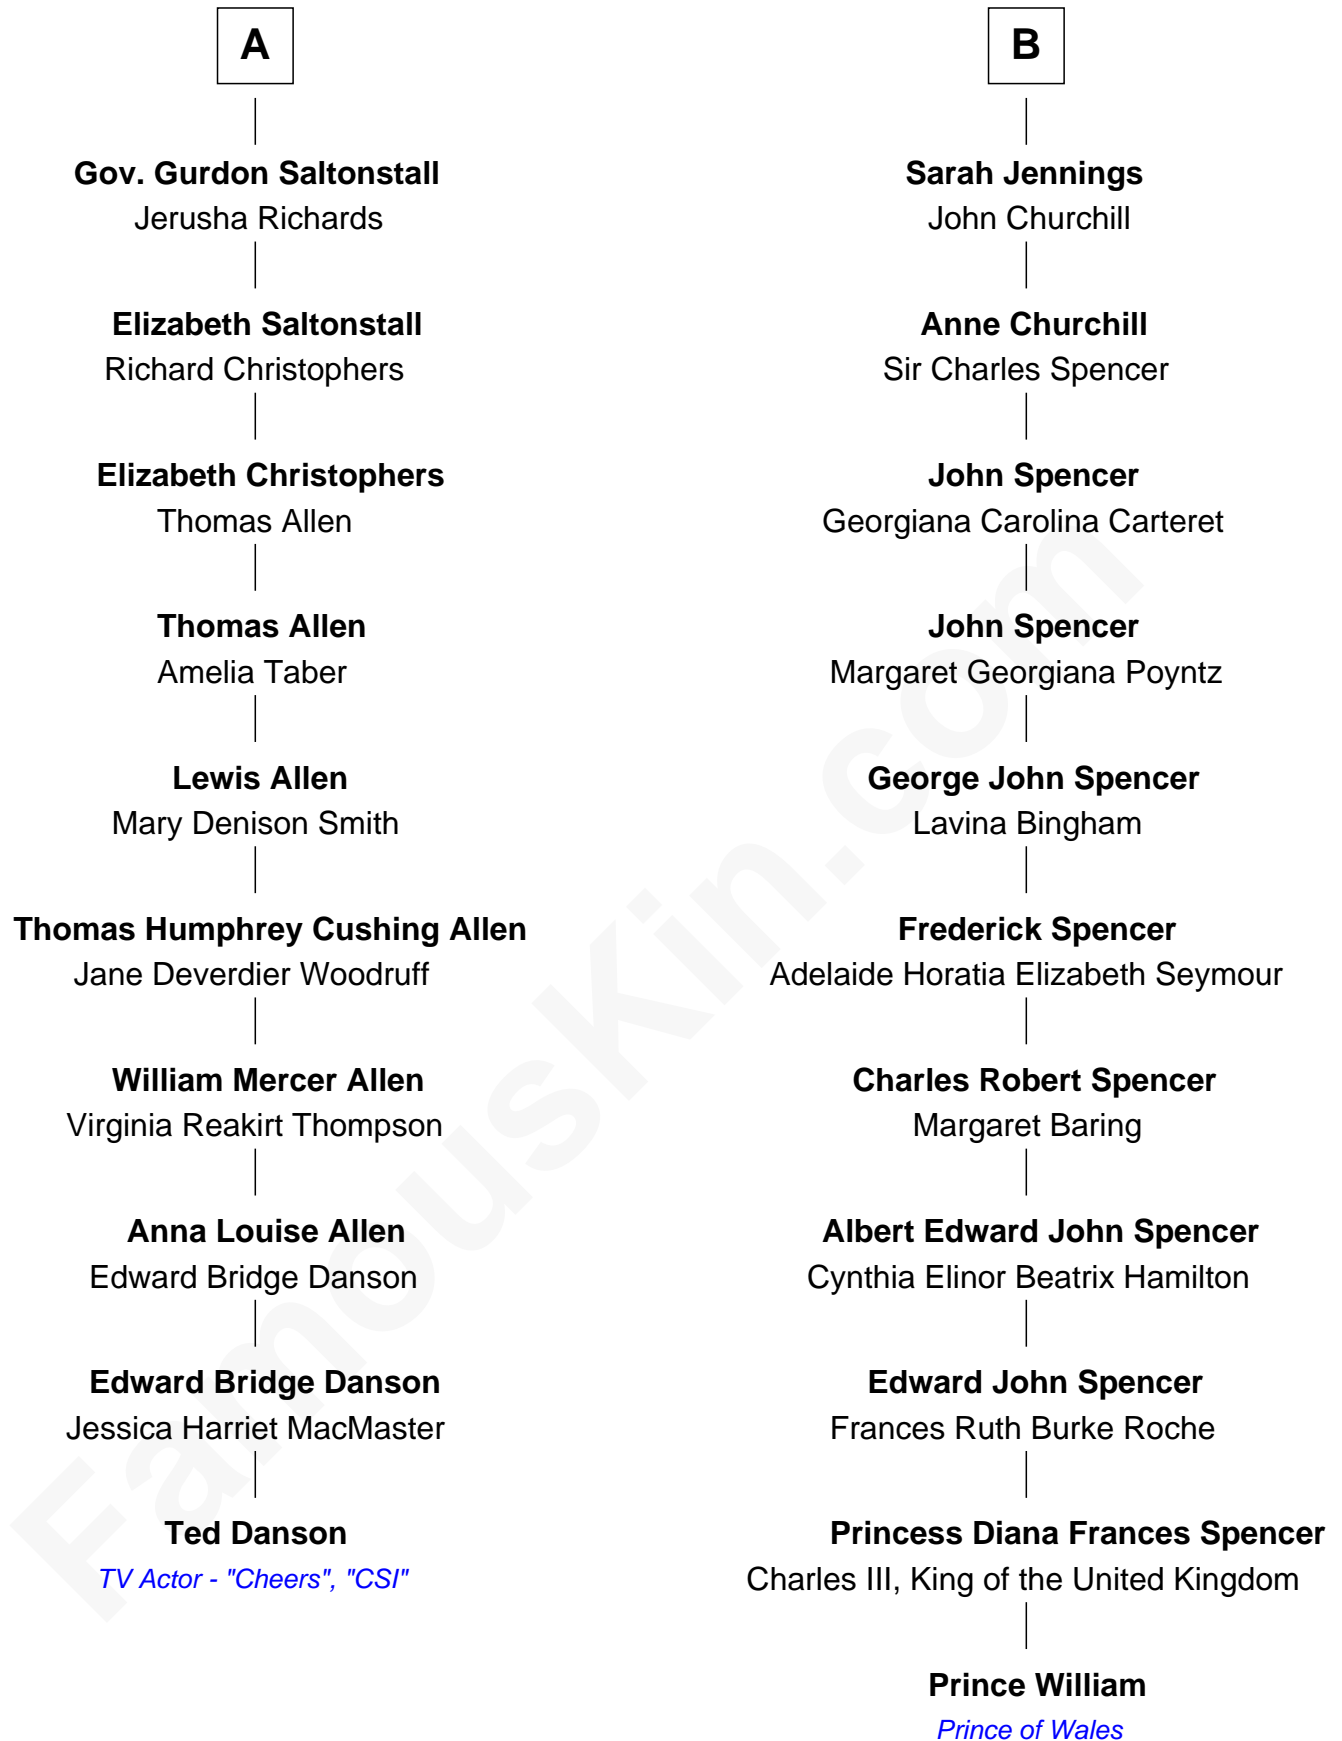 A
Gov. Gurdon Saltonstall
Jerusha Richards
Elizabeth Saltonstall
Richard Christophers
Elizabeth Christophers
Thomas Allen
Thomas Allen
Amelia Taber
Lewis Allen
Mary Denison Smith
Thomas Humphrey Cushing Allen
Jane Deverdier Woodruff
William Mercer Allen
Virginia Reakirt Thompson
Anna Louise Allen
Edward Bridge Danson
Edward Bridge Danson
Jessica Harriet MacMaster
Ted Danson
TV Actor - "Cheers", "CSI"
B
Sarah Jennings
John Churchill
Anne Churchill
Sir Charles Spencer
John Spencer
Georgiana Carolina Carteret
John Spencer
Margaret Georgiana Poyntz
George John Spencer
Lavina Bingham
Frederick Spencer
Adelaide Horatia Elizabeth Seymour
Charles Robert Spencer
Margaret Baring
Albert Edward John Spencer
Cynthia Elinor Beatrix Hamilton
Edward John Spencer
Frances Ruth Burke Roche
Princess Diana Frances Spencer
Charles III, King of the United Kingdom
Prince William
Prince of Wales
FamousKin.com